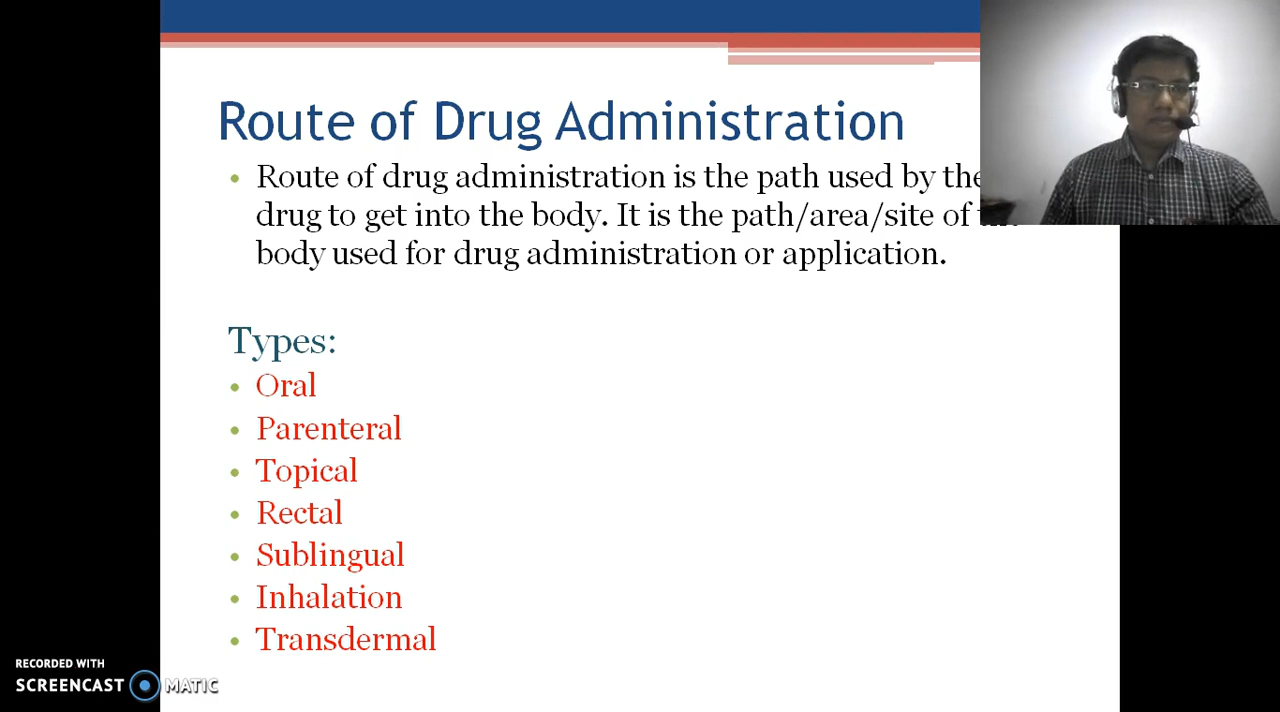 Route of Drug Administration
• Route of drug administration is the path used by the
drug to get into the body. It is the path/area/site of
body used for drug administration or application.
Types:
• Oral
• Parenteral
• Topical
• Rectal
• Sublingual
• Inhalation
• Transdermal
RECORDED WITH
SCREENCAST MATIC